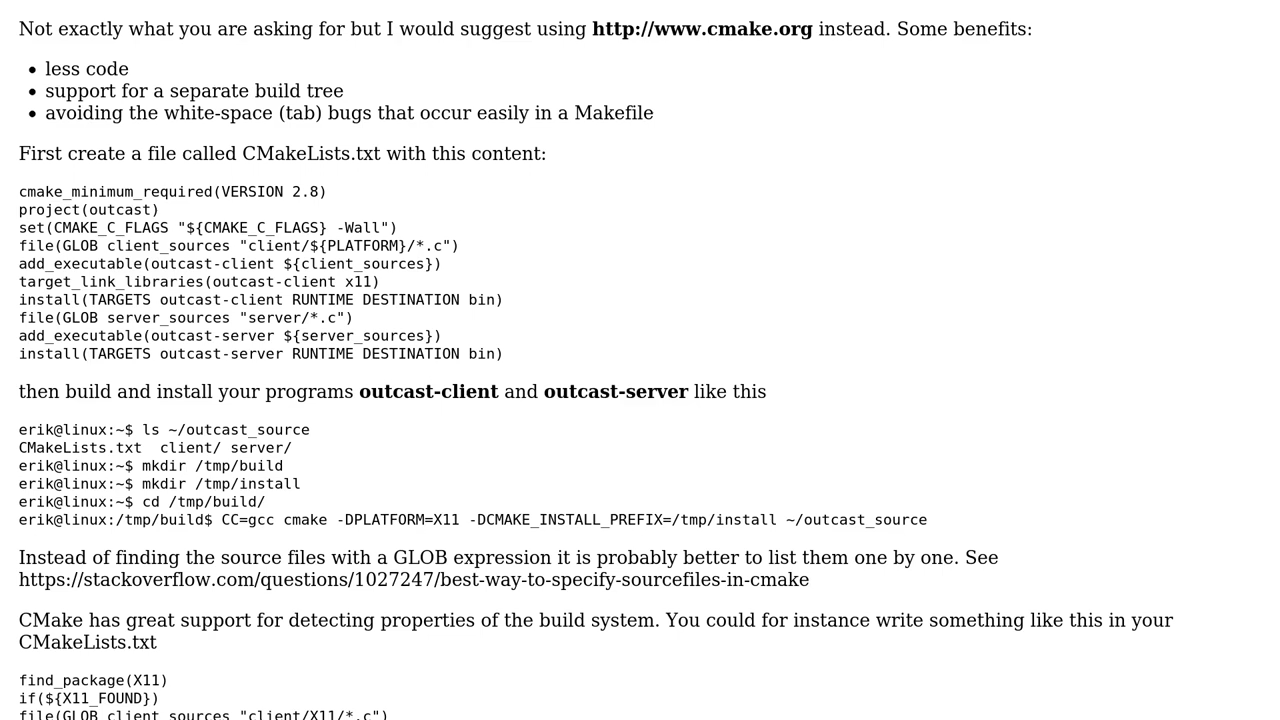 Not exactly what you are asking for but I would suggest using http://www.cmake.org instead. Some benefits:
• less code
• support for a separate build tree
• avoiding the white-space (tab) bugs that occur easily in a Makefile
First create a file called CMakeLists.txt with this content:
cmake_minimum_required(VERSION 2.8)
project(outcast)
set(CMAKE_C_FLAGS "${CMAKE_C_FLAGS} -Wall")
file(GLOB client_sources "client/${PLATFORM}/*.c")
add_executable(outcast-client ${client_sources})
target_link_libraries(outcast-client x11)
install(TARGETS outcast-client RUNTIME DESTINATION bin)
file(GLOB server_sources "server/*.c")
add_executable(outcast-server ${server_sources})
install(TARGETS outcast-server RUNTIME DESTINATION bin)
then build and install your programs outcast-client and outcast-server like this
erik@linux:~$ ls ~/outcast_source
CMakeLists.txt  client/ server/
erik@linux:~$ mkdir /tmp/build
erik@linux:~$ mkdir /tmp/install
erik@linux:~$ cd /tmp/build/
erik@linux:/tmp/build$ CC=gcc cmake -DPLATFORM=X11 -DCMAKE_INSTALL_PREFIX=/tmp/install ~/outcast_source
Instead of finding the source files with a GLOB expression it is probably better to list them one by one. See
https://stackoverflow.com/questions/1027247/best-way-to-specify-sourcefiles-in-cmake
CMake has great support for detecting properties of the build system. You could for instance write something like this in your
CMakeLists.txt
find_package(X11)
if(${X11_FOUND})
file(GLOB client_sources "client/X11/*.c")